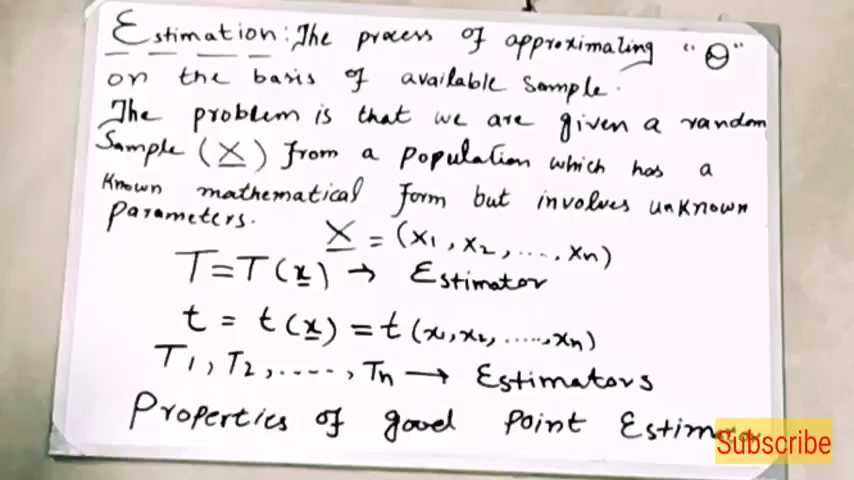 Estimation: The process of approximating "Θ"
on the basis of available sample.
The problem is that we are given a random
Sample (X) from a population which has a
known mathematical form but involves unknown
parameters.
X = (x1, x2, ...., xn)
T = T(x) → Estimator
t = t(x) = t(x1, x2, ......, xn)
T1, T2, ......, Tn → Estimators
Properties of good Point
Subscribe